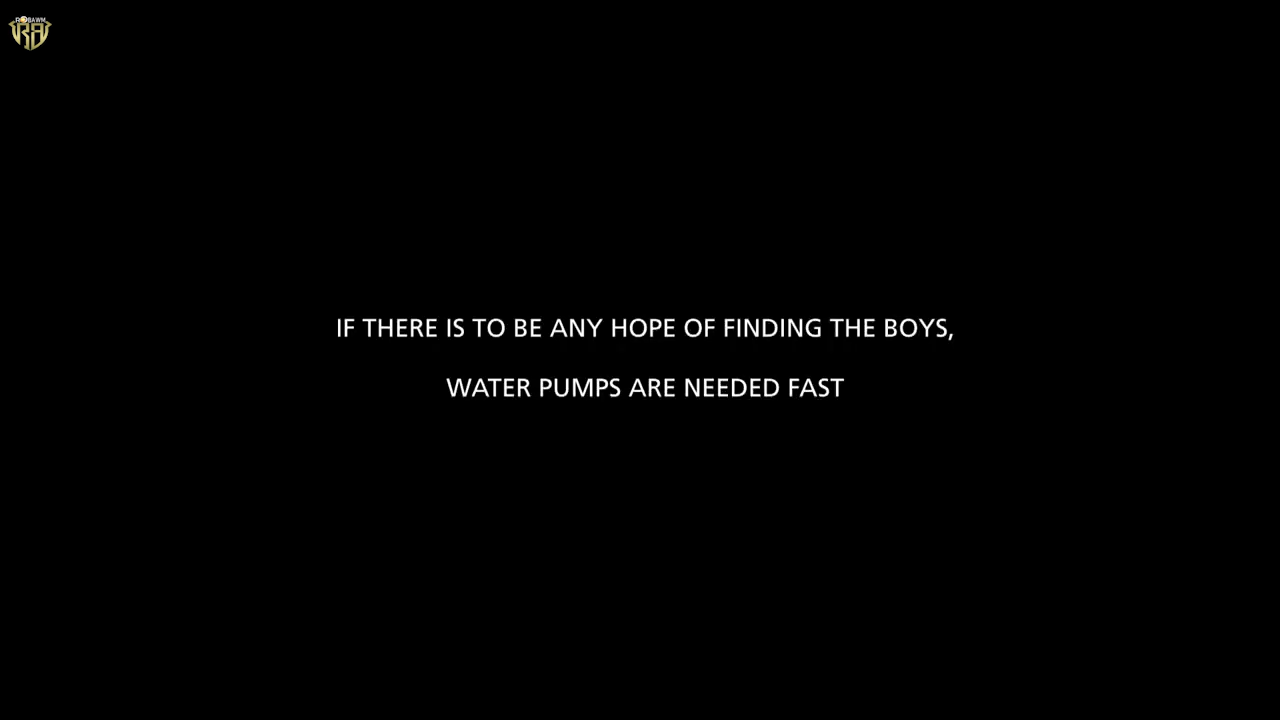 IF THERE IS TO BE ANY HOPE OF FINDING THE BOYS,
WATER PUMPS ARE NEEDED FAST